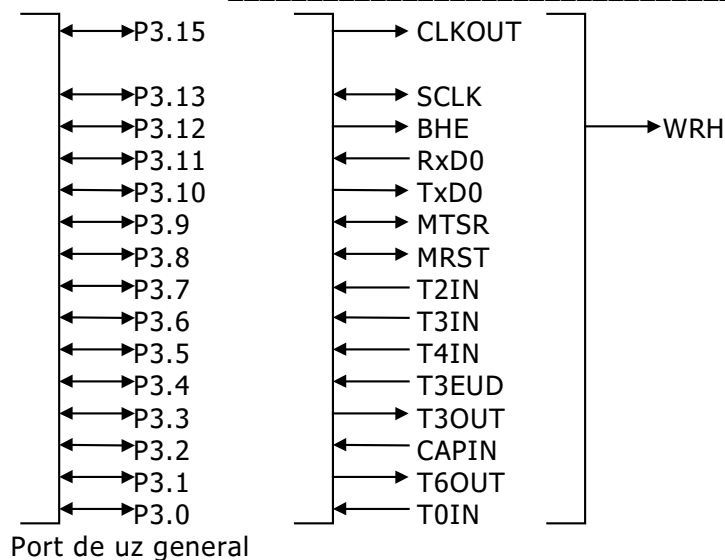 P3.15 CLKOUT
P3.13 SCLK
P3.12 BHE WRH
P3.11 RxD0
P3.10 TxD0
P3.9 MTSR
P3.8 MRST
P3.7 T2IN
P3.6 T3IN
P3.5 T4IN
P3.4 T3EUD
P3.3 T3OUT
P3.2 CAPIN
P3.1 T6OUT
P3.0 T0IN
Port de uz general